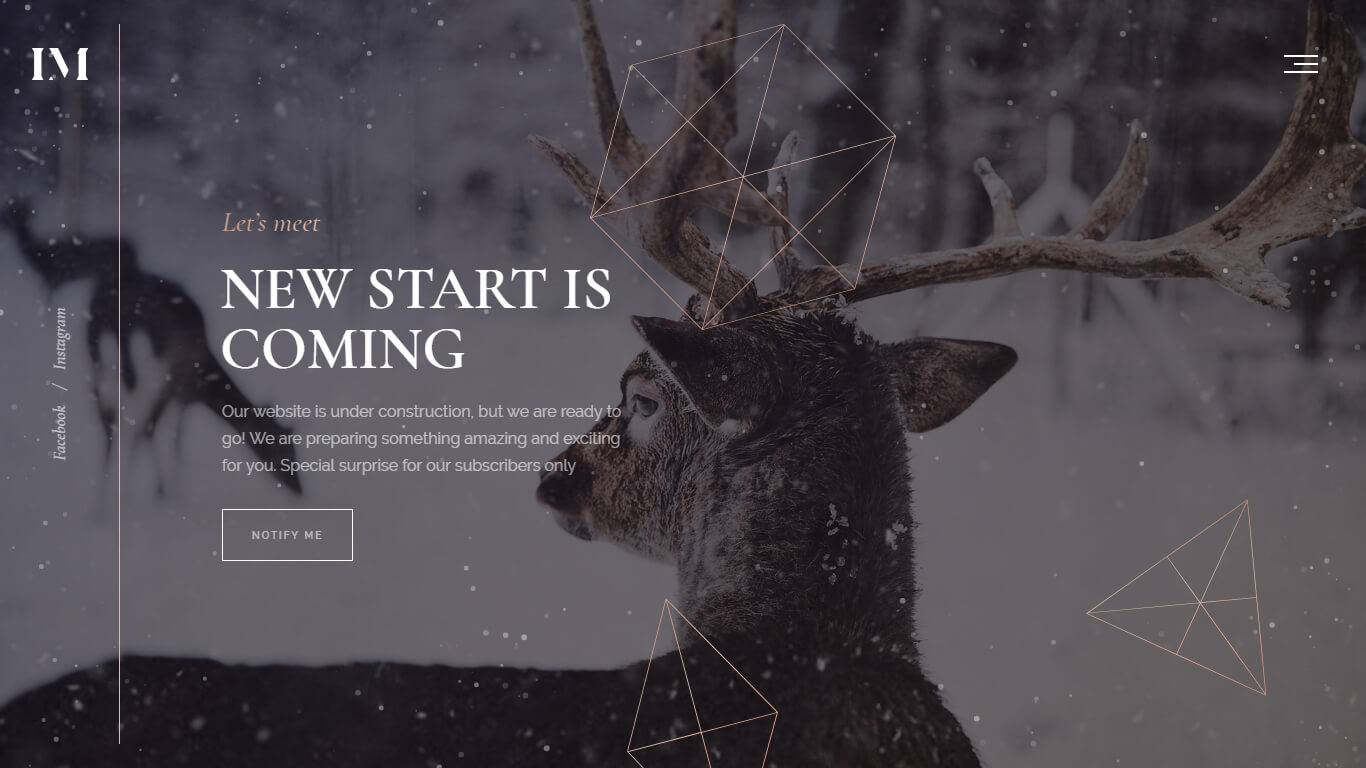 IM
Facebook / Instagram
Let's meet
NEW START IS
COMING
Our website is under construction, but we are ready to
go! We are preparing something amazing and exciting
for you. Special surprise for our subscribers only
NOTIFY ME